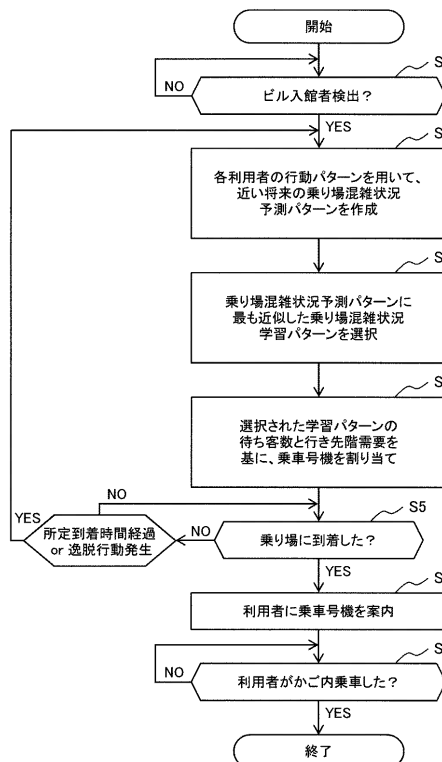 開始
S
ビル入館者検出？
NO
YES
S
各利用者の行動パターンを用いて、
近い将来の乗り場混雑状況
予測パターンを作成
S
乗り場混雑状況予測パターンに
最も近似した乗り場混雑状況
学習パターンを選択
S
選択された学習パターンの
待ち客数と行き先階需要を
基に、乗車号機を割り当て
NO
S5
YES
所定到着時間経過
or 逸脱行動発生
NO
乗り場に到着した？
YES
S
利用者に乗車号機を案内
S
NO
利用者がかご内乗車した？
YES
終了